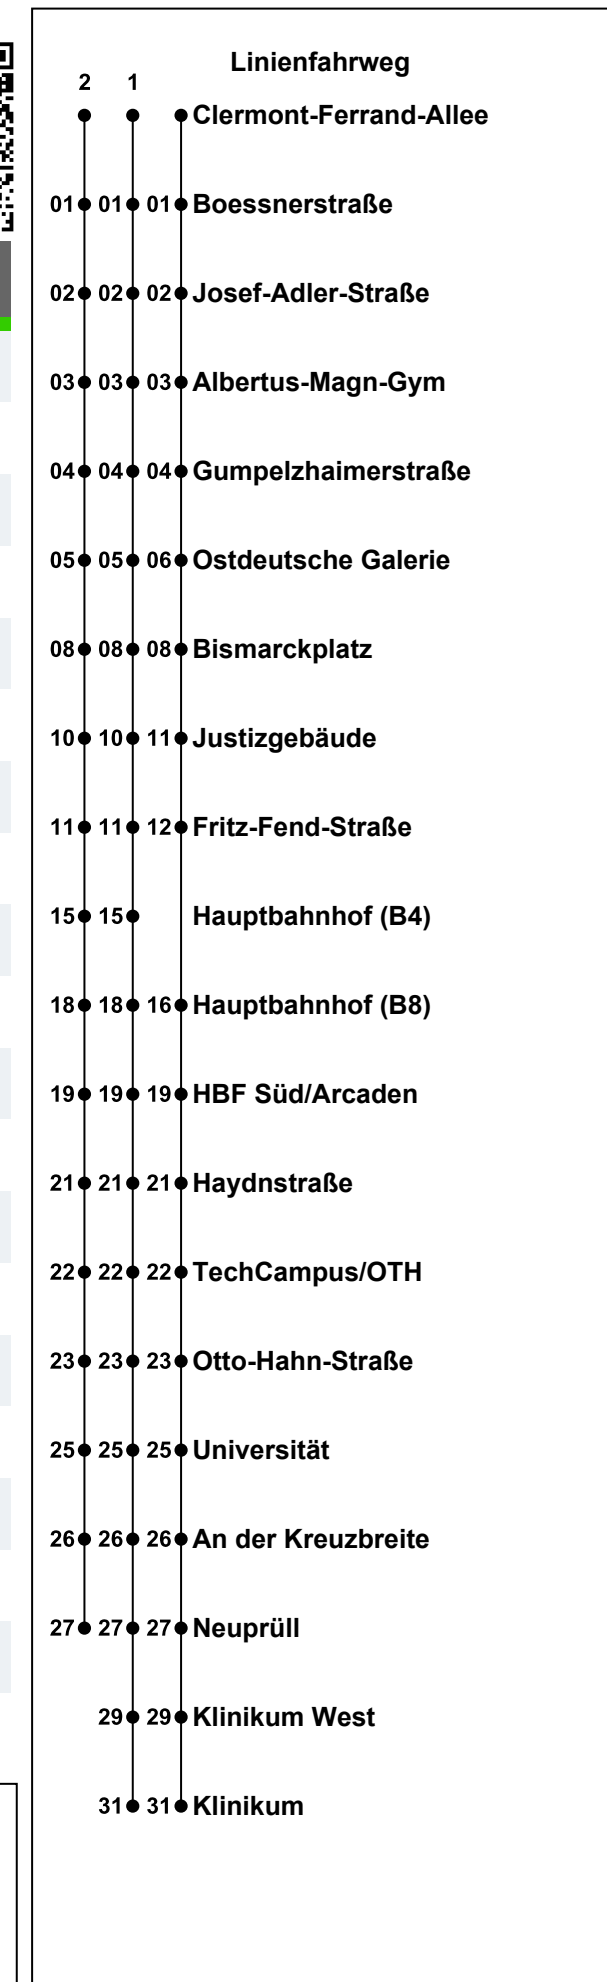 Linienfahrweg
2 1
Clermont-Ferrand-Allee
01 01 01 Boessnerstraße
02 02 02 Josef-Adler-Straße
03 03 03 Albertus-Magn-Gym
04 04 04 Gumpelzhaimerstraße
05 05 06 Ostdeutsche Galerie
08 08 08 Bismarckplatz
10 10 11 Justizgebäude
11 11 12 Fritz-Fend-Straße
15 15 Hauptbahnhof (B4)
18 18 16 Hauptbahnhof (B8)
19 19 19 HBF Süd/Arcaden
21 21 21 Haydnstraße
22 22 22 TechCampus/OTH
23 23 23 Otto-Hahn-Straße
25 25 25 Universität
26 26 26 An der Kreuzbreite
27 27 27 Neuprüll
29 29 Klinikum West
31 31 Klinikum